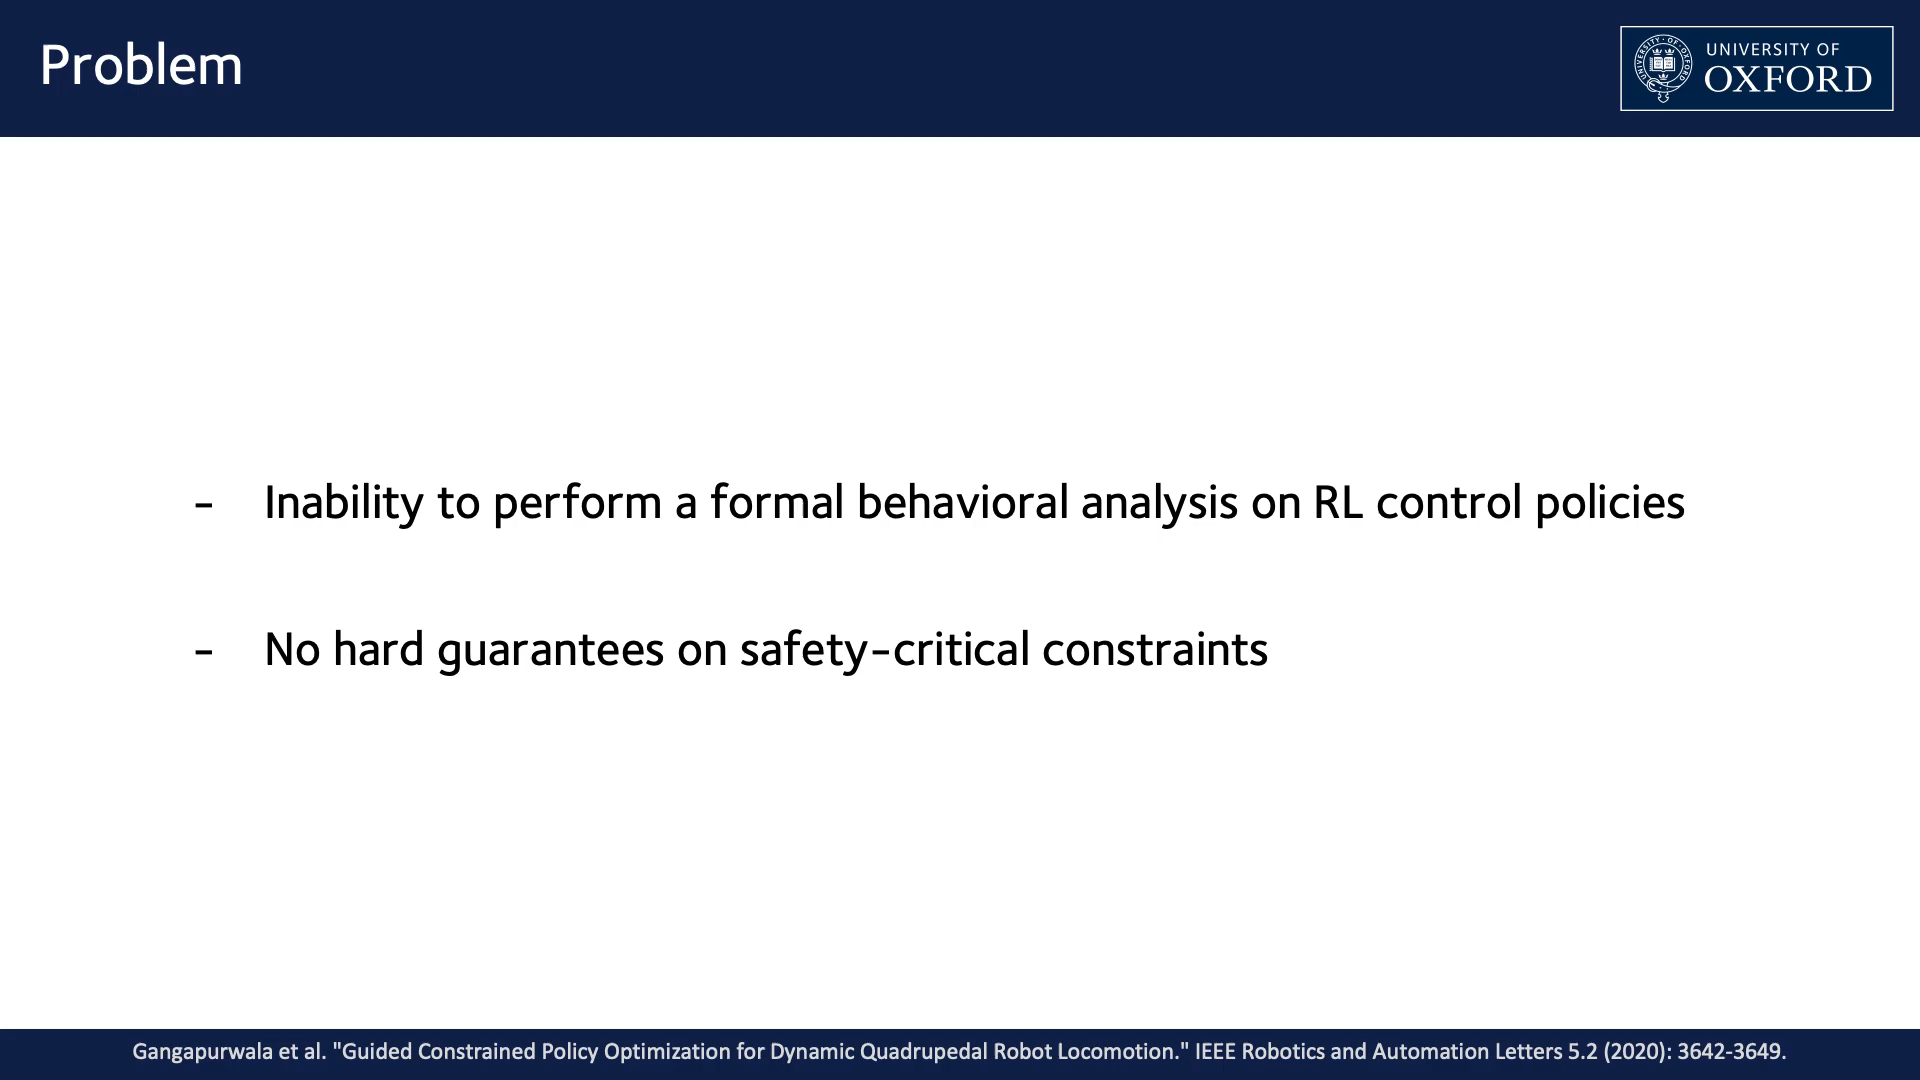 Problem
UNIVERSITY OF
OXFORD
- Inability to perform a formal behavioral analysis on RL control policies
- No hard guarantees on safety-critical constraints
Gangapurwala et al. "Guided Constrained Policy Optimization for Dynamic Quadrupedal Robot Locomotion." IEEE Robotics and Automation Letters 5.2 (2020): 3642-3649.